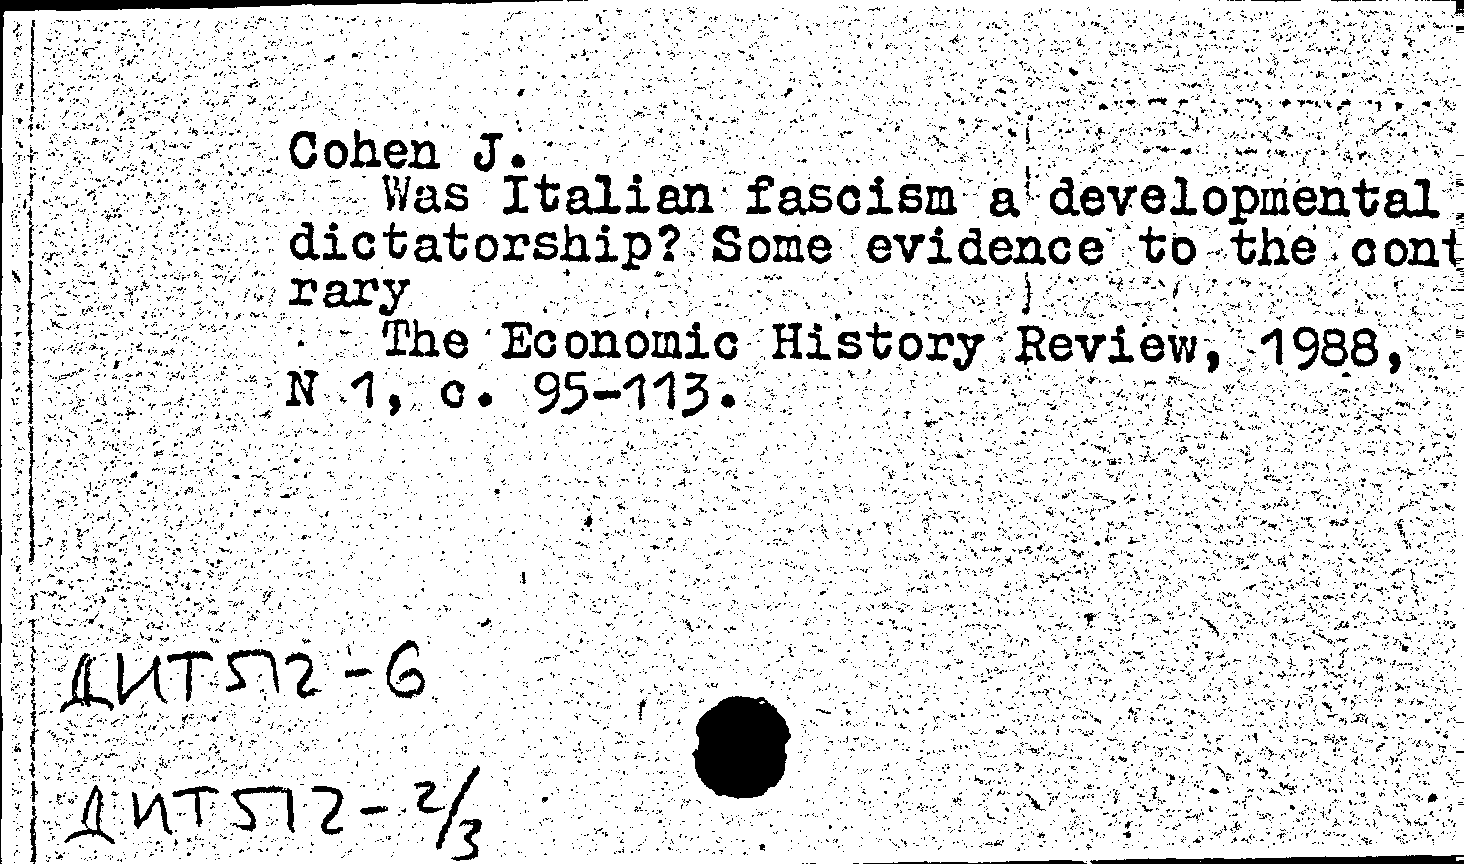 Cohen J.
Was Italian fascism a developmental
dictatorship? Some evidence to the cont
rary
The Economic History Review, 1988,
N 1, c. 95-113.
ДИТ512-6
ДИТ512-2/3